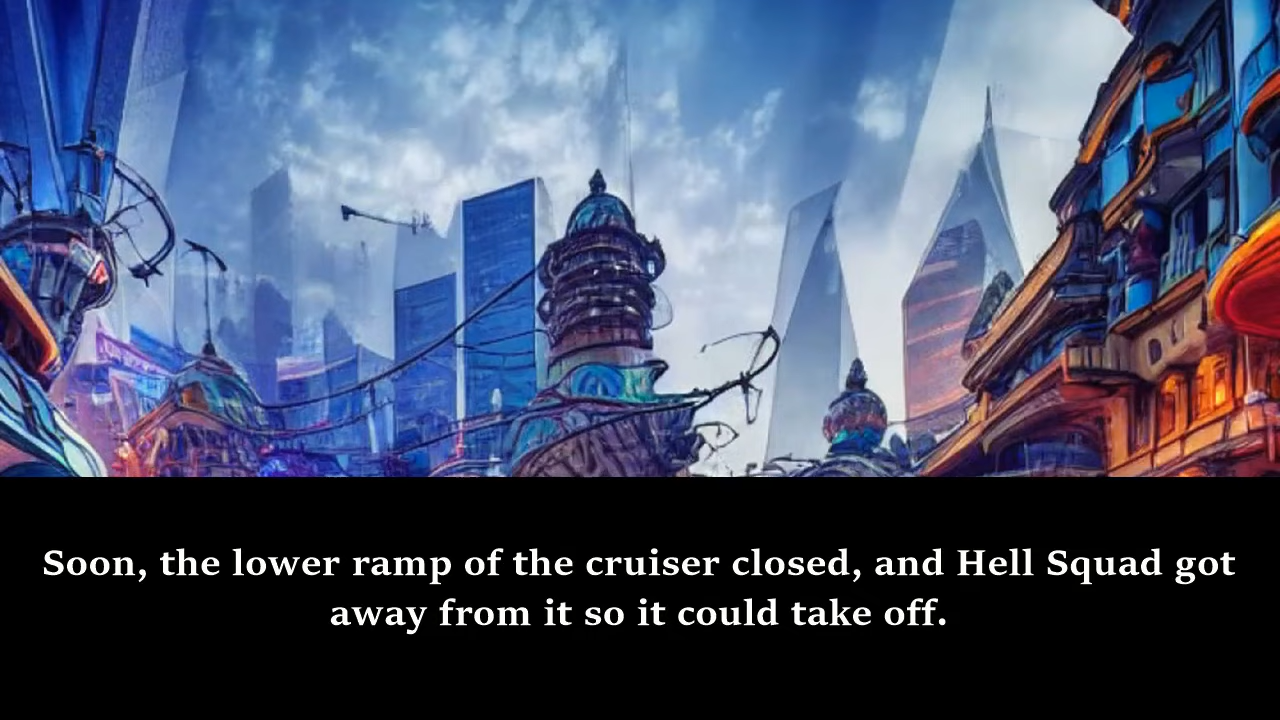 Soon, the lower ramp of the cruiser closed, and Hell Squad got
away from it so it could take off.